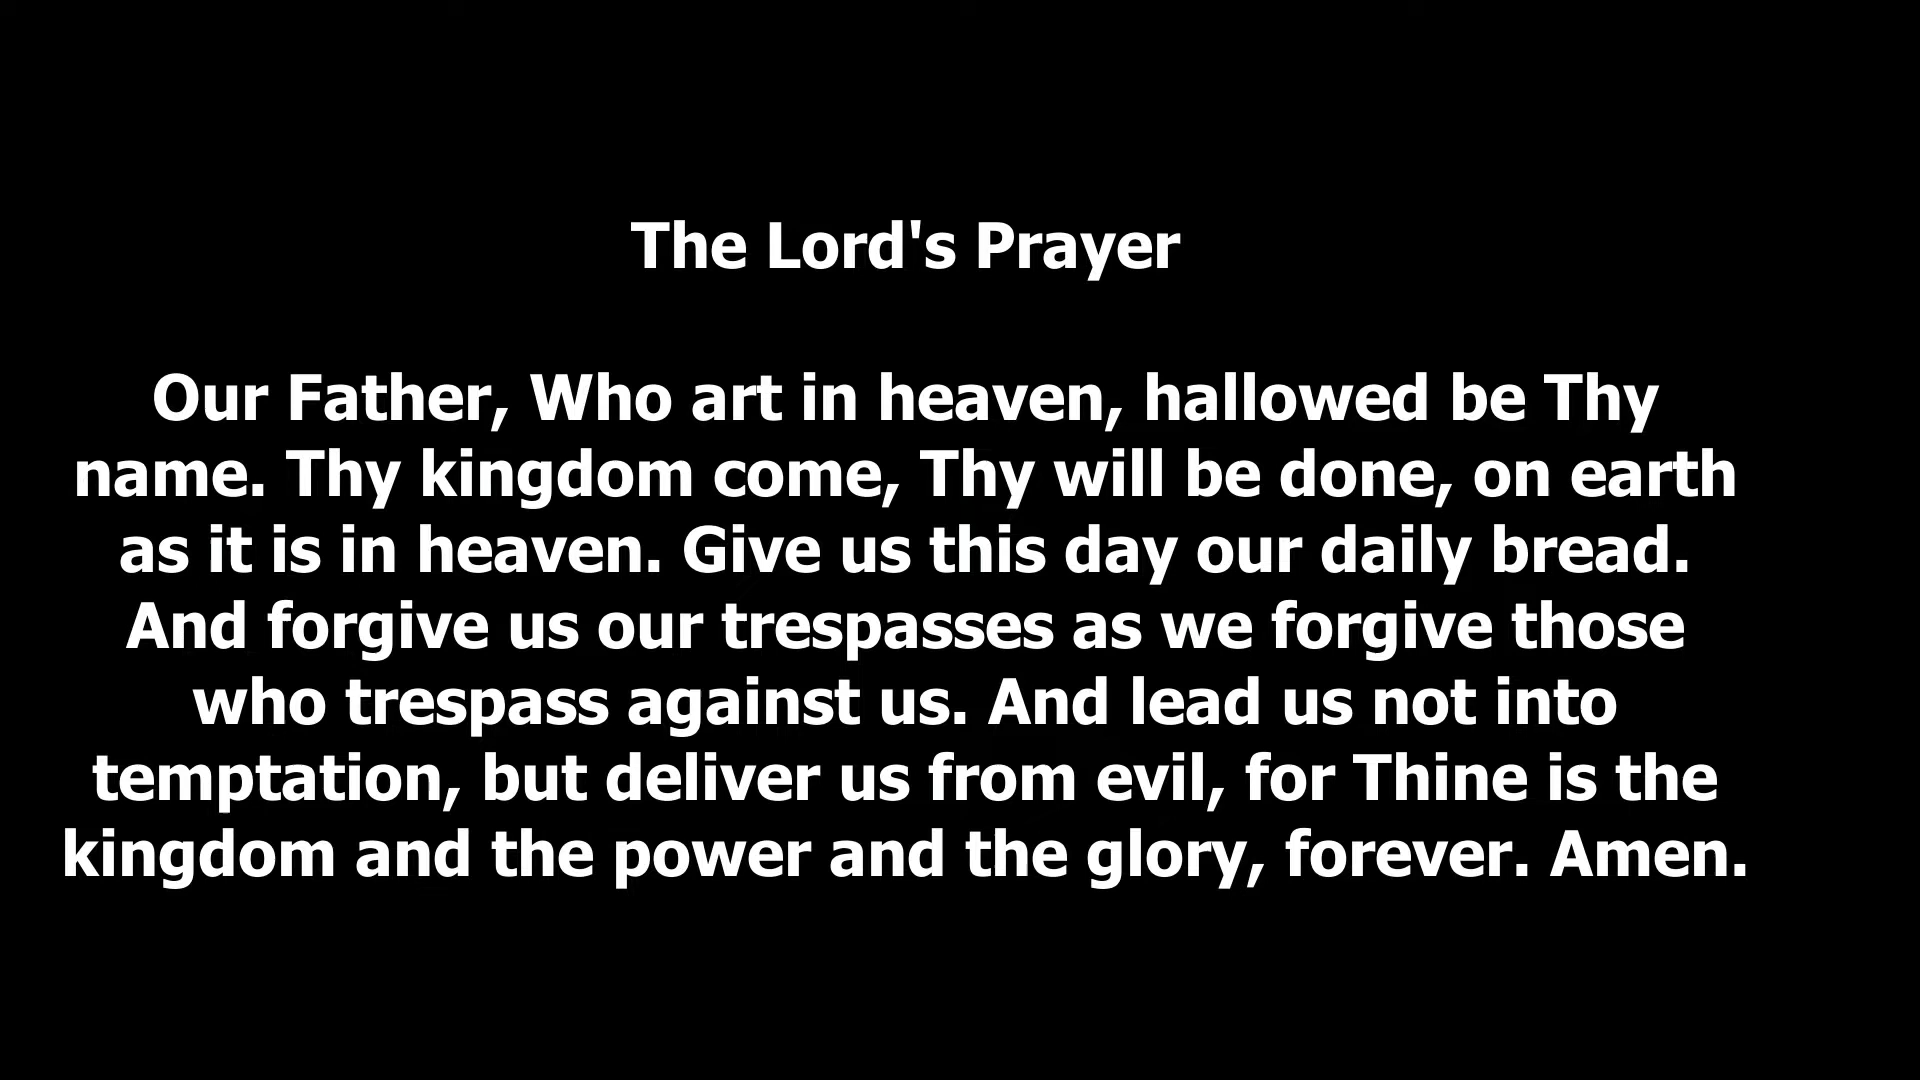 The Lord's Prayer
Our Father, Who art in heaven, hallowed be Thy
name. Thy kingdom come, Thy will be done, on earth
as it is in heaven. Give us this day our daily bread.
And forgive us our trespasses as we forgive those
who trespass against us. And lead us not into
temptation, but deliver us from evil, for Thine is the
kingdom and the power and the glory, forever. Amen.